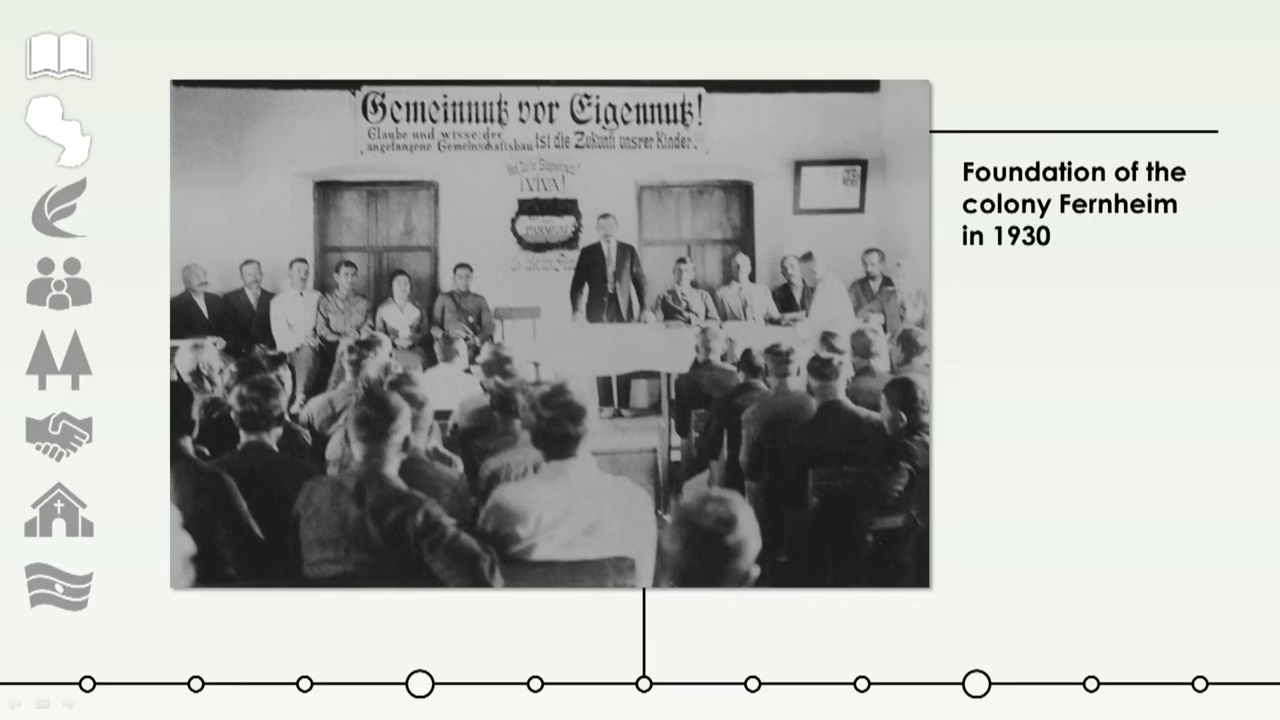 Gemeinnutz vor Eigennutz!
Glaube und wisse: der
angefangene Gemeinschaftsbau ist die Zukunft unsrer Kinder.
¡VIVA!
PARAGUAY
Foundation of the
colony Fernheim
in 1930